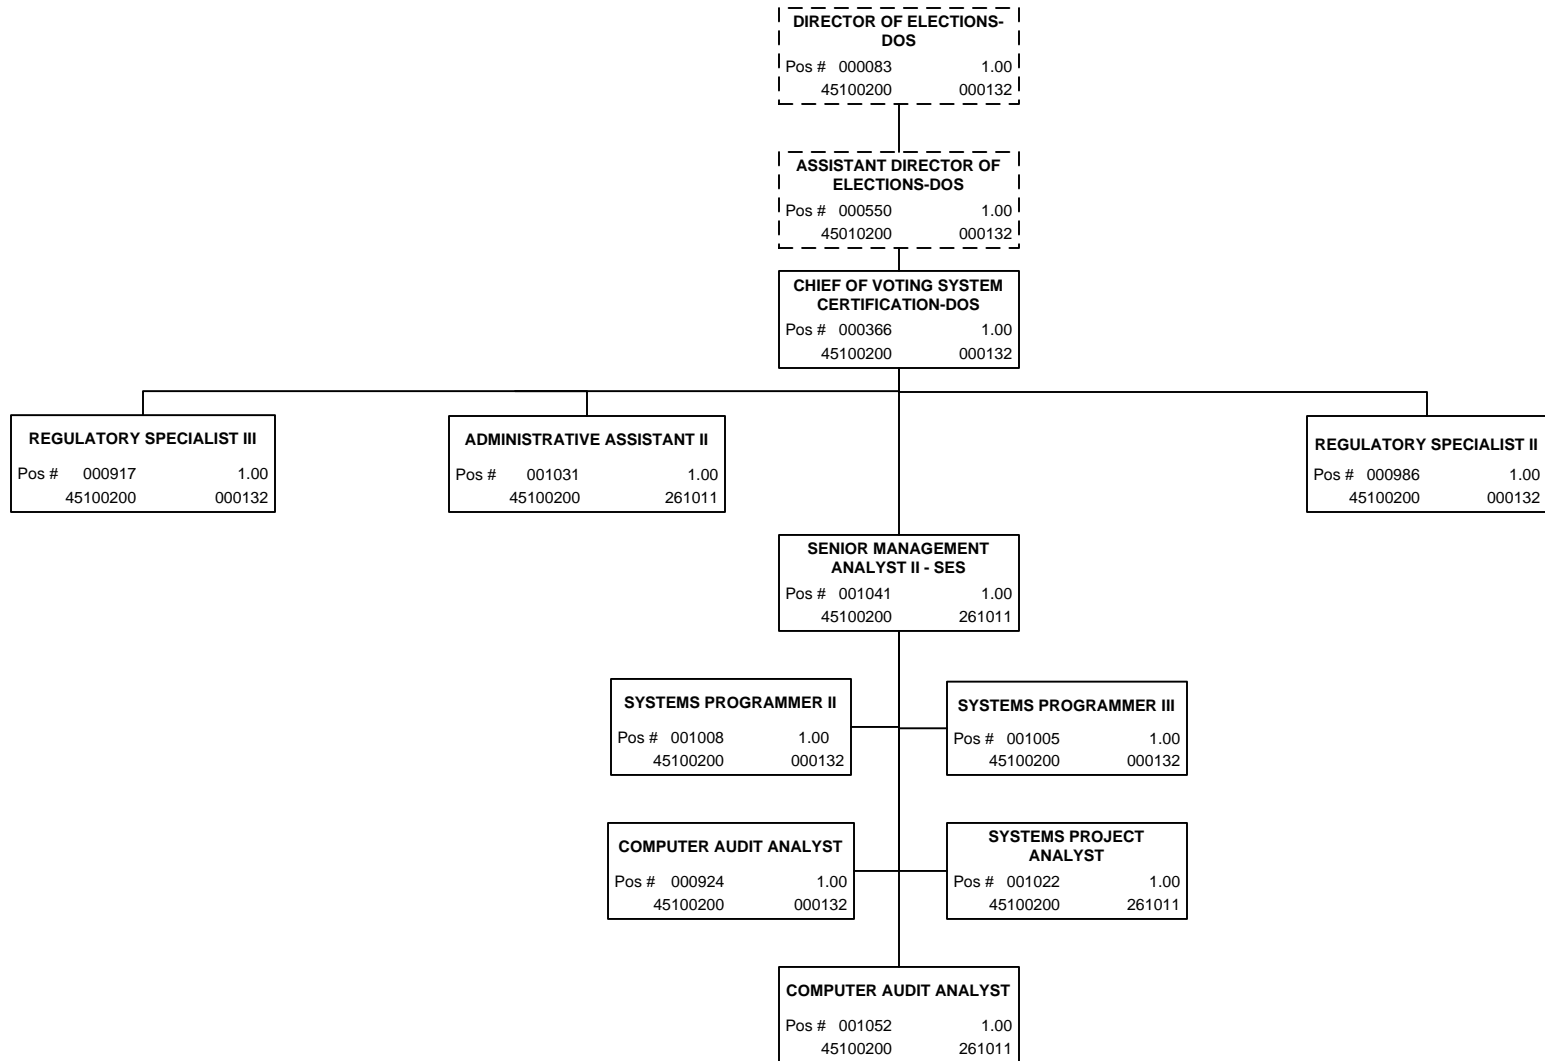 DIRECTOR OF ELECTIONS-
DOS
Pos # 000083 1.00
45100200 000132
ASSISTANT DIRECTOR OF
ELECTIONS-DOS
Pos # 000550 1.00
45010200 000132
CHIEF OF VOTING SYSTEM
CERTIFICATION-DOS
Pos # 000366 1.00
45100200 000132
REGULATORY SPECIALIST III
Pos # 000917 1.00
45100200 000132
ADMINISTRATIVE ASSISTANT II
Pos # 001031 1.00
45100200 261011
REGULATORY SPECIALIST II
Pos # 000986 1.00
45100200 000132
SENIOR MANAGEMENT
ANALYST II - SES
Pos # 001041 1.00
45100200 261011
SYSTEMS PROGRAMMER II
Pos # 001008 1.00
45100200 000132
SYSTEMS PROGRAMMER III
Pos # 001005 1.00
45100200 000132
COMPUTER AUDIT ANALYST
Pos # 000924 1.00
45100200 000132
SYSTEMS PROJECT
ANALYST
Pos # 001022 1.00
45100200 261011
COMPUTER AUDIT ANALYST
Pos # 001052 1.00
45100200 261011